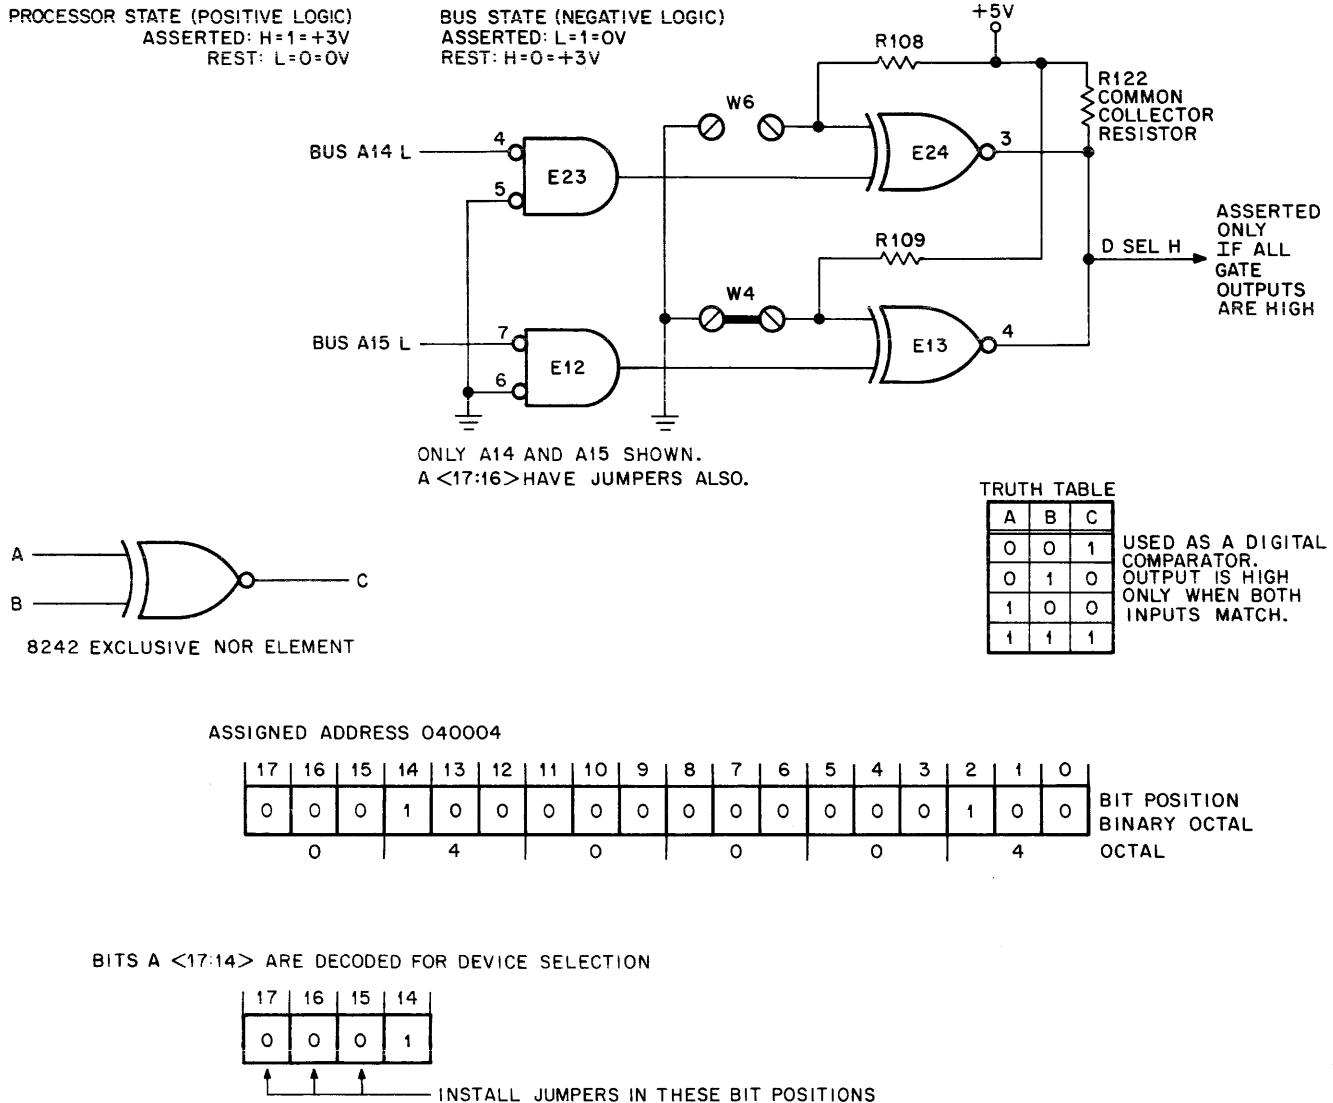 PROCESSOR STATE (POSITIVE LOGIC)
ASSERTED: H=1=+3V
REST: L=0=0V
BUS STATE (NEGATIVE LOGIC)
ASSERTED: L=1=0V
REST: H=0=+3V
+5V
R108
R122
COMMON
COLLECTOR
RESISTOR
W6
BUS A14 L
4
5
E23
E24
3
R109
D SEL H
ASSERTED
ONLY
IF ALL
GATE
OUTPUTS
ARE HIGH
W4
BUS A15 L
7
6
E12
E13
4
ONLY A14 AND A15 SHOWN.
A <17:16> HAVE JUMPERS ALSO.
TRUTH TABLE
A B C
0 0 1
0 1 0
1 0 0
1 1 1
USED AS A DIGITAL
COMPARATOR.
OUTPUT IS HIGH
ONLY WHEN BOTH
INPUTS MATCH.
A
B
C
8242 EXCLUSIVE NOR ELEMENT
ASSIGNED ADDRESS 040004
17 16 15 14 13 12 11 10 9 8 7 6 5 4 3 2 1 0
0 0 0 1 0 0 0 0 0 0 0 0 0 0 0 1 0 0
BIT POSITION
BINARY OCTAL
0 4 0 0 0 4 OCTAL
BITS A <17:14> ARE DECODED FOR DEVICE SELECTION
17 16 15 14
0 0 0 1
INSTALL JUMPERS IN THESE BIT POSITIONS